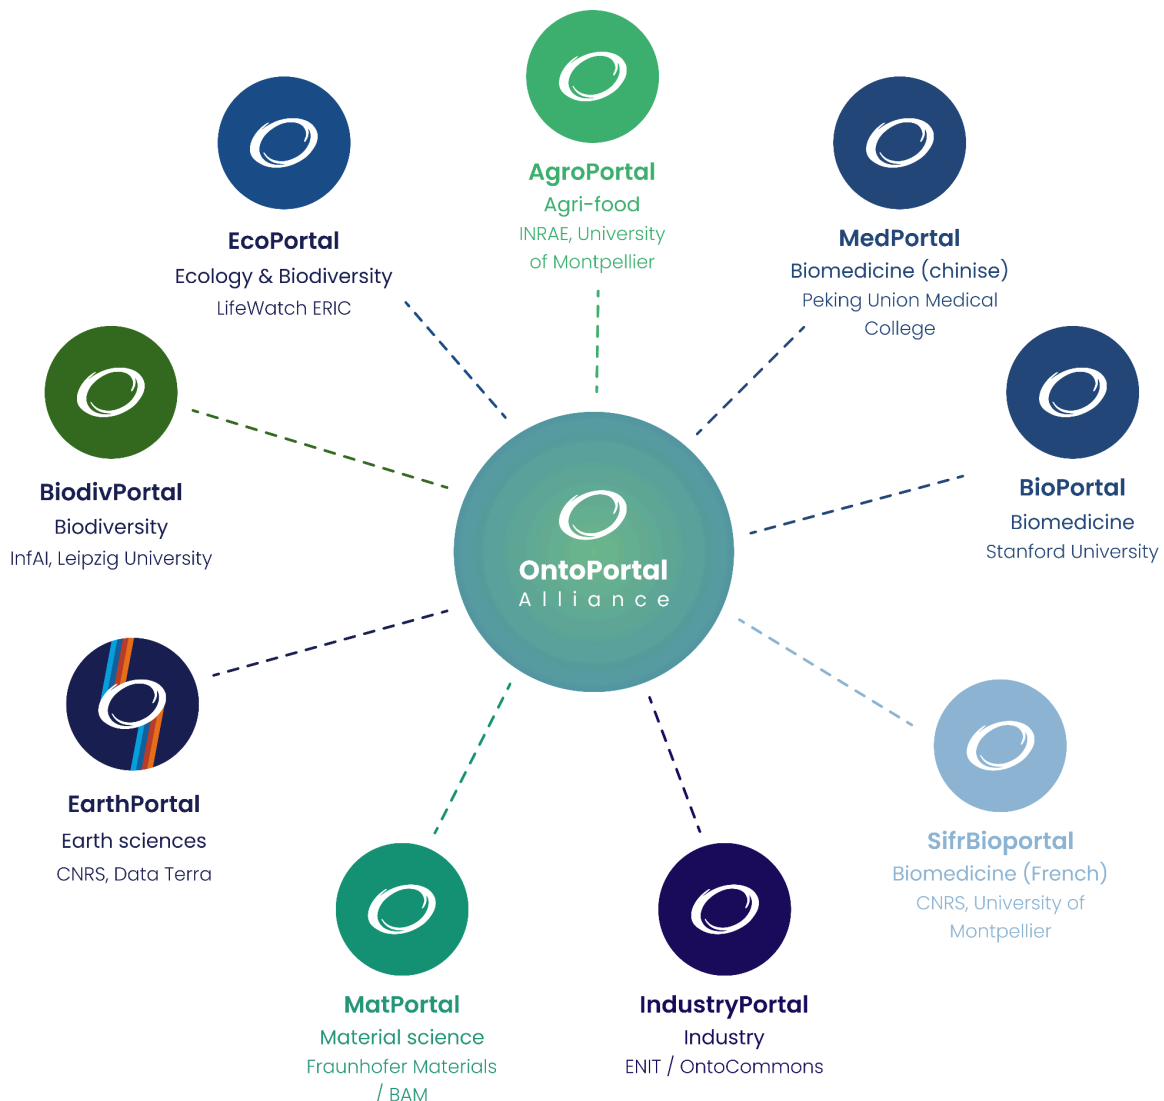 AgroPortal
Agri-food
INRAE, University
of Montpellier
EcoPortal
Ecology & Biodiversity
LifeWatch ERIC
MedPortal
Biomedicine (chinise)
Peking Union Medical
College
BiodivPortal
Biodiversity
InfAI, Leipzig University
BioPortal
Biomedicine
Stanford University
OntoPortal
Alliance
EarthPortal
Earth sciences
CNRS, Data Terra
SifrBioportal
Biomedicine (French)
CNRS, University of
Montpellier
MatPortal
Material science
Fraunhofer Materials
/ BAM
IndustryPortal
Industry
ENIT / OntoCommons